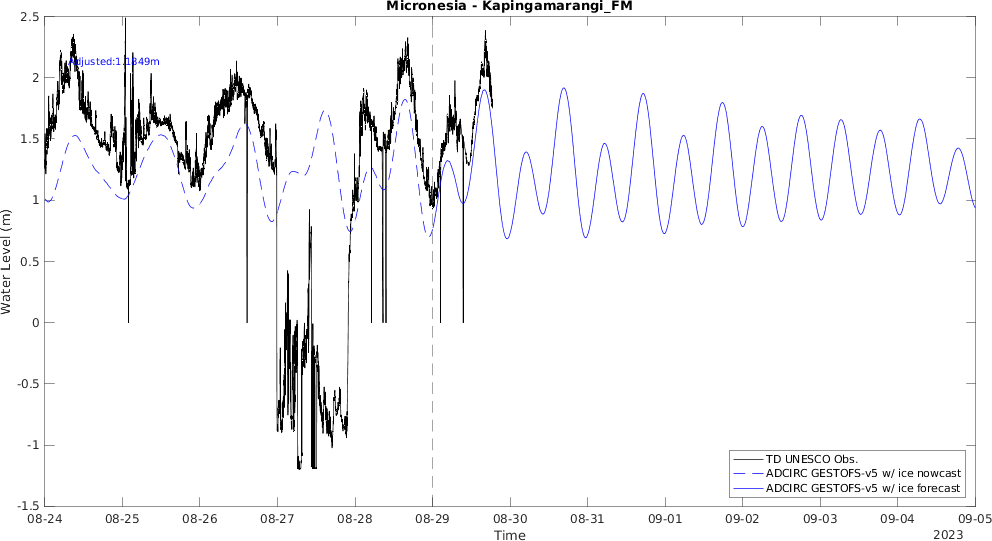 Micronesia - Kapingamarangi_FM
Adjusted:1.1849m
Water Level (m)
2.5
2
1.5
1
0.5
0
-0.5
-1
-1.5
TD UNESCO Obs.
ADCIRC GESTOFS-v5 w/ ice nowcast
ADCIRC GESTOFS-v5 w/ ice forecast
08-24 08-25 08-26 08-27 08-28 08-29 08-30 08-31 09-01 09-02 09-03 09-04 09-05
Time
2023